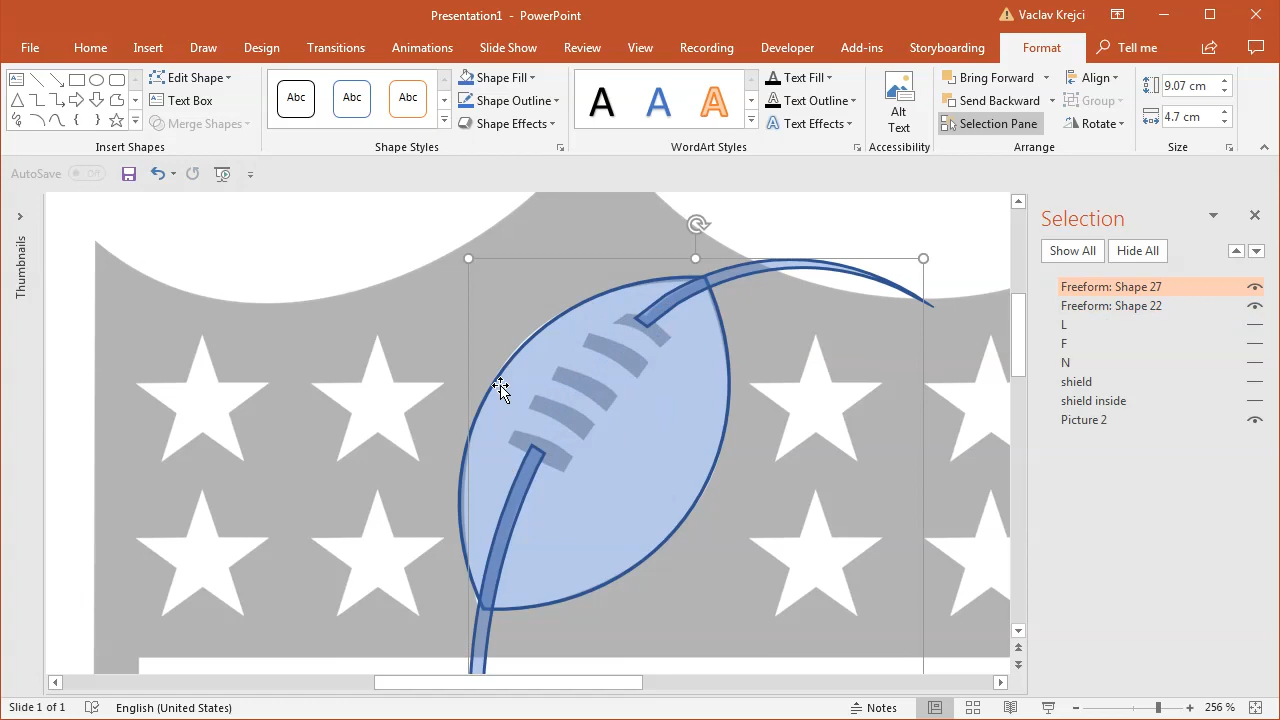 Presentation1 - PowerPoint
Vaclav Krejci
File Home Insert Draw Design Transitions Animations Slide Show Review View Recording Developer Add-ins Storyboarding Format Tell me
Edit Shape
Text Box
Merge Shapes
Insert Shapes
Abc Abc Abc
Shape Fill
Shape Outline
Shape Effects
Shape Styles
A A A
Text Fill
Text Outline
Text Effects
WordArt Styles
Alt
Text
Accessibility
Bring Forward
Send Backward
Selection Pane
Align
Group
Rotate
Arrange
9.07 cm
4.7 cm
Size
AutoSave Off
Thumbnails
Selection
Show All Hide All
Freeform: Shape 27
Freeform: Shape 22
L
F
N
shield
shield inside
Picture 2
Slide 1 of 1 English (United States) Notes 256 %